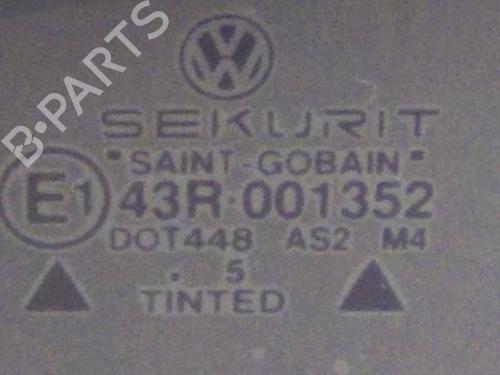 B-PARTS
SEKURIT
"SAINT-GOBAIN"
E1 43R-001352
DOT448 AS2 M4
. 5
TINTED